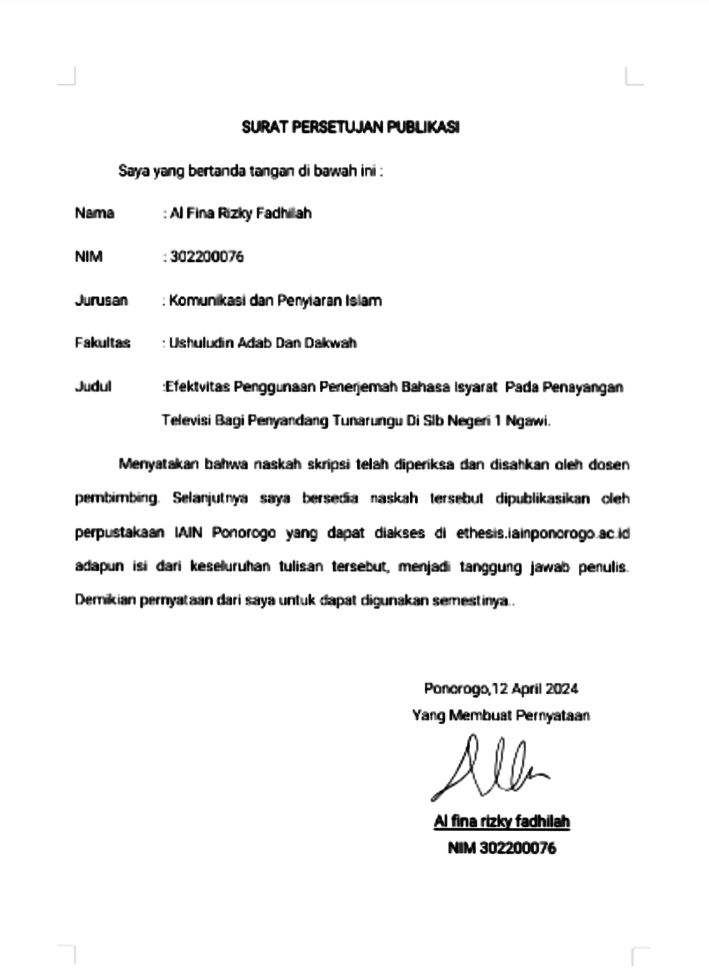 SURAT PERSETUJAN PUBLIKASI
Saya yang bertanda tangan di bawah ini :
Nama : Al Fina Rizky Fadhilah
NIM : 302200076
Jurusan : Komunikasi dan Penyiaran Islam
Fakultas : Ushuludin Adab Dan Dakwah
Judul :Efektvitas Penggunaan Penerjemah Bahasa Isyarat Pada Penayangan
Televisi Bagi Penyandang Tunarungu Di Slb Negeri 1 Ngawi.
Menyatakan bahwa naskah skripsi telah diperiksa dan disahkan oleh dosen
pembimbing. Selanjutnya saya bersedia naskah tersebut dipublikasikan oleh
perpustakaan IAIN Ponorogo yang dapat diakses di ethesis.iainponorogo.ac.id
adapun isi dari keseluruhan tulisan tersebut, menjadi tanggung jawab penulis.
Demikian pernyataan dari saya untuk dapat digunakan semestinya..
Ponorogo,12 April 2024
Yang Membuat Pernyataan
Al fina rizky fadhilah
NIM 302200076